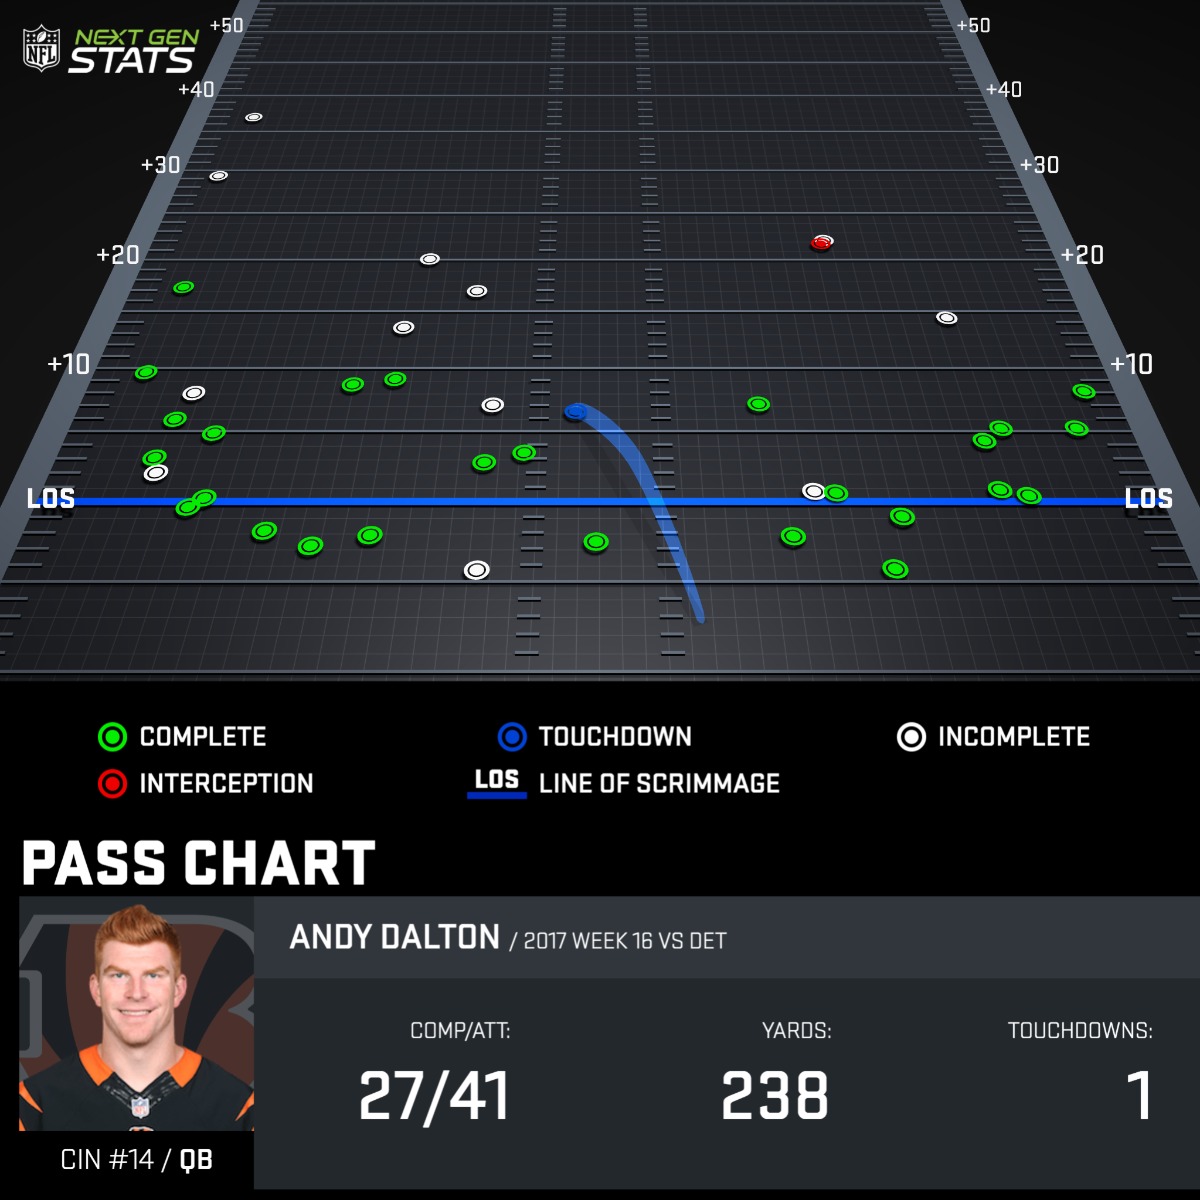 NFL NEXT GEN
STATS
+50 +50
+40 +40
+30 +30
+20 +20
+10 +10
LOS LOS
COMPLETE TOUCHDOWN INCOMPLETE
INTERCEPTION LOS LINE OF SCRIMMAGE
PASS CHART
ANDY DALTON / 2017 WEEK 16 VS DET
COMP/ATT: YARDS: TOUCHDOWNS:
27/41 238 1
CIN #14 / QB